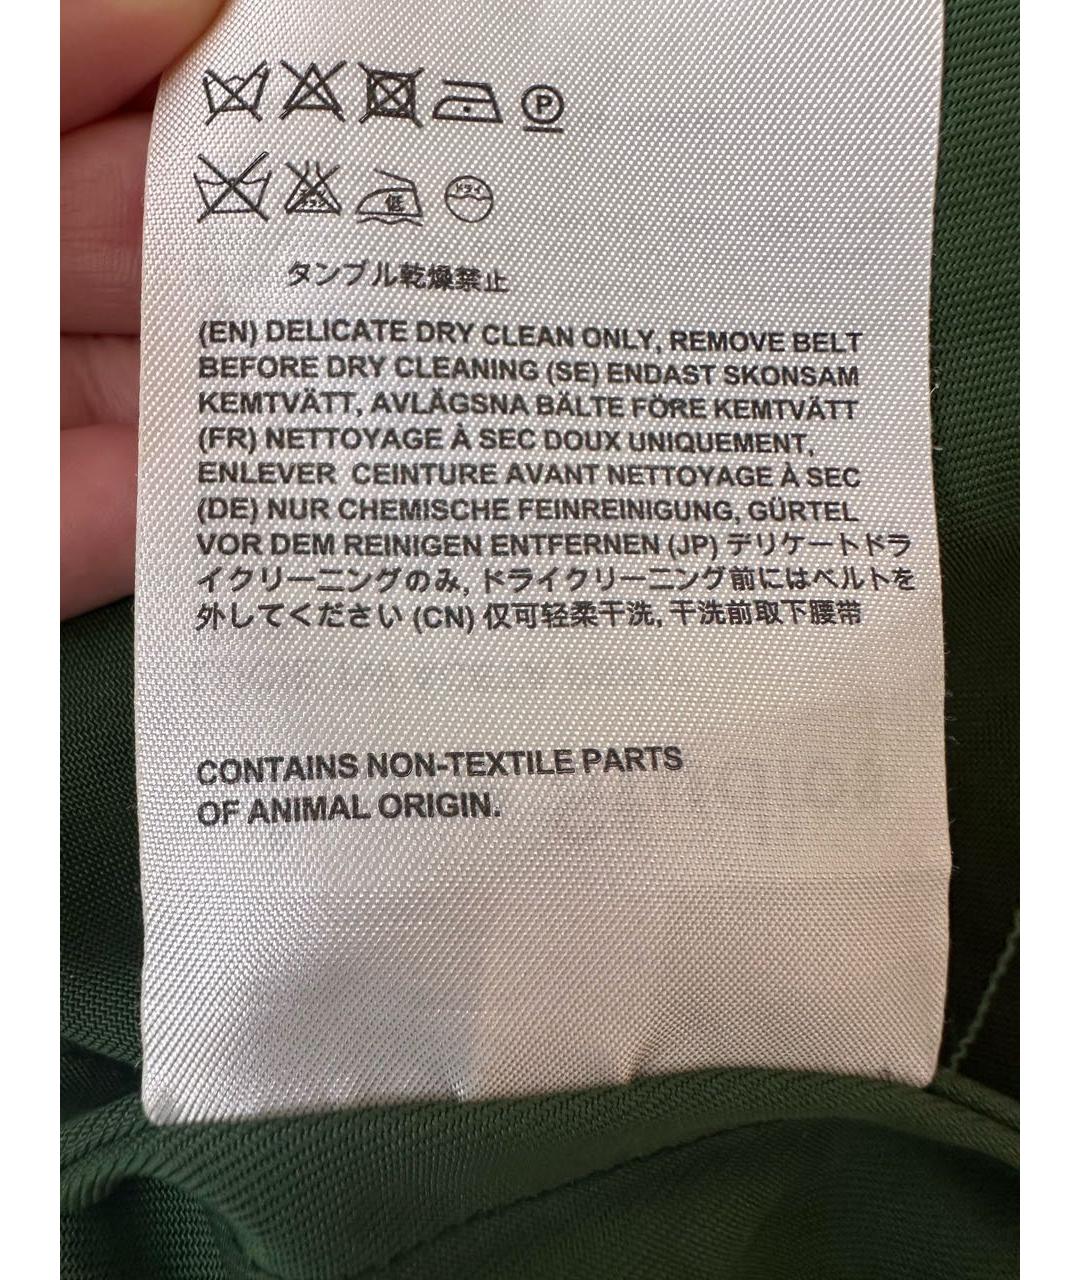 P
ドライ
低
タンブル乾燥禁止
(EN) DELICATE DRY CLEAN ONLY, REMOVE BELT
BEFORE DRY CLEANING (SE) ENDAST SKONSAM
KEMTVÄTT, AVLÄGSNA BÄLTE FÖRE KEMTVÄTT
(FR) NETTOYAGE À SEC DOUX UNIQUEMENT,
ENLEVER CEINTURE AVANT NETTOYAGE À SEC
(DE) NUR CHEMISCHE FEINREINIGUNG, GÜRTEL
VOR DEM REINIGEN ENTFERNEN (JP) デリケートドラ
イクリーニングのみ, ドライクリーニング前にはベルトを
外してください (CN) 仅可轻柔干洗, 干洗前取下腰带
CONTAINS NON-TEXTILE PARTS
OF ANIMAL ORIGIN.